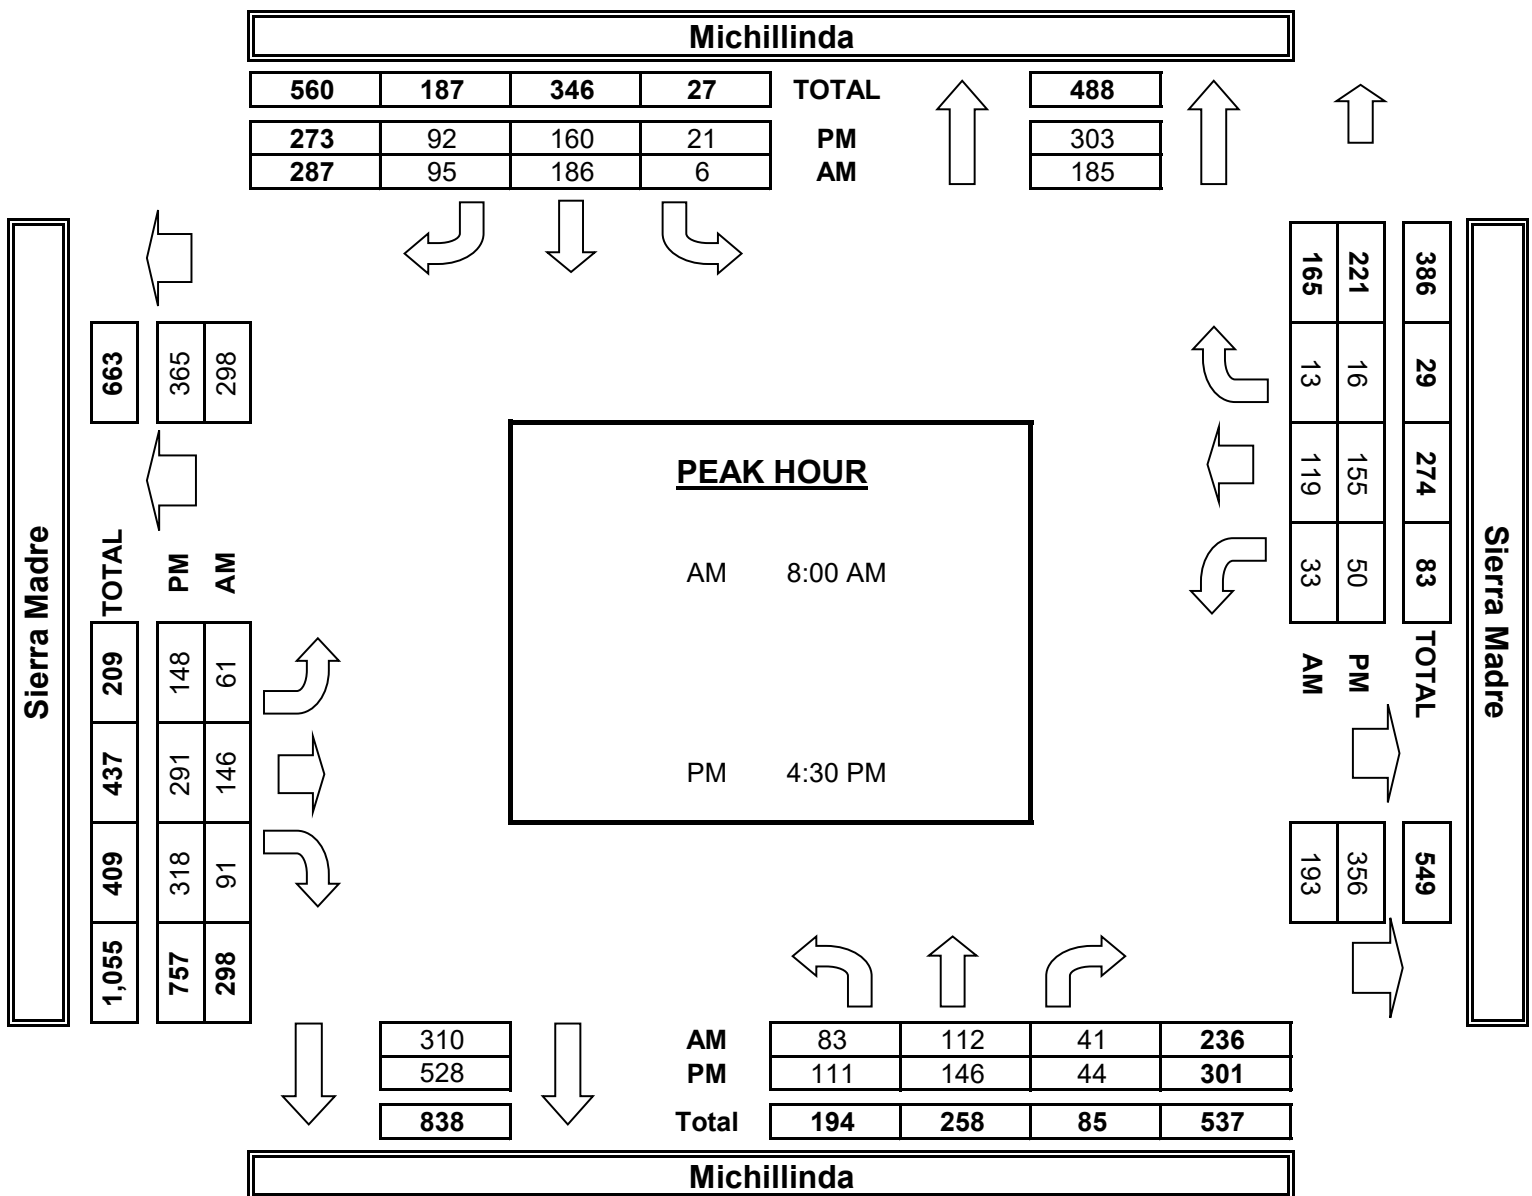 Michillinda
560 187 346 27 TOTAL 488
273 92 160 21 PM 303
287 95 186 6 AM 185
Sierra Madre
663
365
298
TOTAL
PM
AM
209 437 409 1,055
148 291 318 757
61 146 91 298
PEAK HOUR
AM 8:00 AM
PM 4:30 PM
386 29 274 83 TOTAL 549
221 16 155 50 PM 356
165 13 119 33 AM 193
Sierra Madre
310 AM 83 112 41 236
528 PM 111 146 44 301
838 Total 194 258 85 537
Michillinda